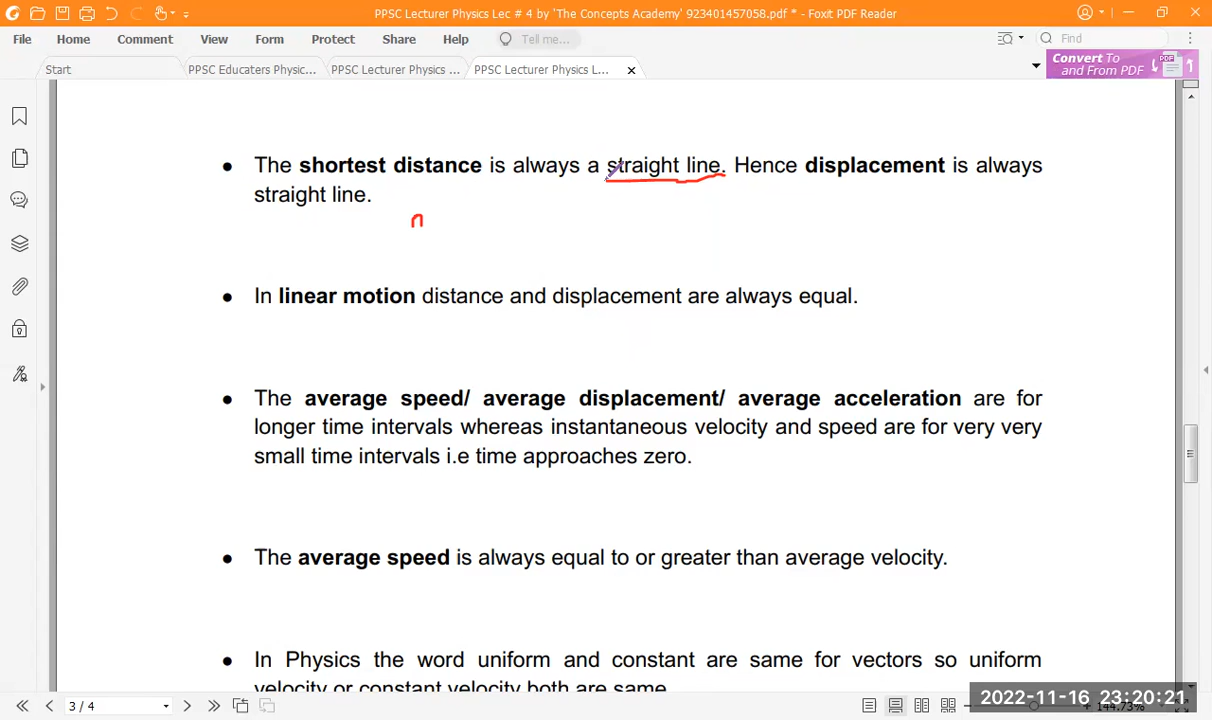 PPSC Lecturer Physics Lec # 4 by 'The Concepts Academy' 923401457058.pdf * - Foxit PDF Reader
File Home Comment View Form Protect Share Help Tell me... Find
Start PPSC Educaters Physic... PPSC Lecturer Physics ... PPSC Lecturer Physics L...
Convert To
and From PDF
PDF
• The shortest distance is always a straight line. Hence displacement is always
straight line.
• In linear motion distance and displacement are always equal.
• The average speed/ average displacement/ average acceleration are for
longer time intervals whereas instantaneous velocity and speed are for very very
small time intervals i.e time approaches zero.
• The average speed is always equal to or greater than average velocity.
• In Physics the word uniform and constant are same for vectors so uniform
velocity or constant velocity both are same.
3 / 4
2022-11-16 23:20:21
144.73%